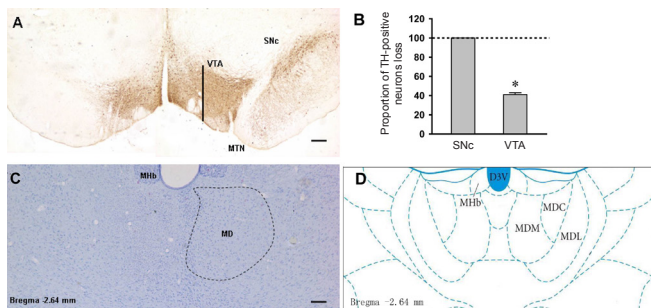 A
SNc
VTA
MTN
B
Proportion of TH-positive
neurons loss
120
100
80
60
40
20
0
*
SNc
VTA
C
MHb
MD
Bregma -2.64 mm
D
D3V
MHb
MDC
MDM
MDL
Bregma -2.64 mm